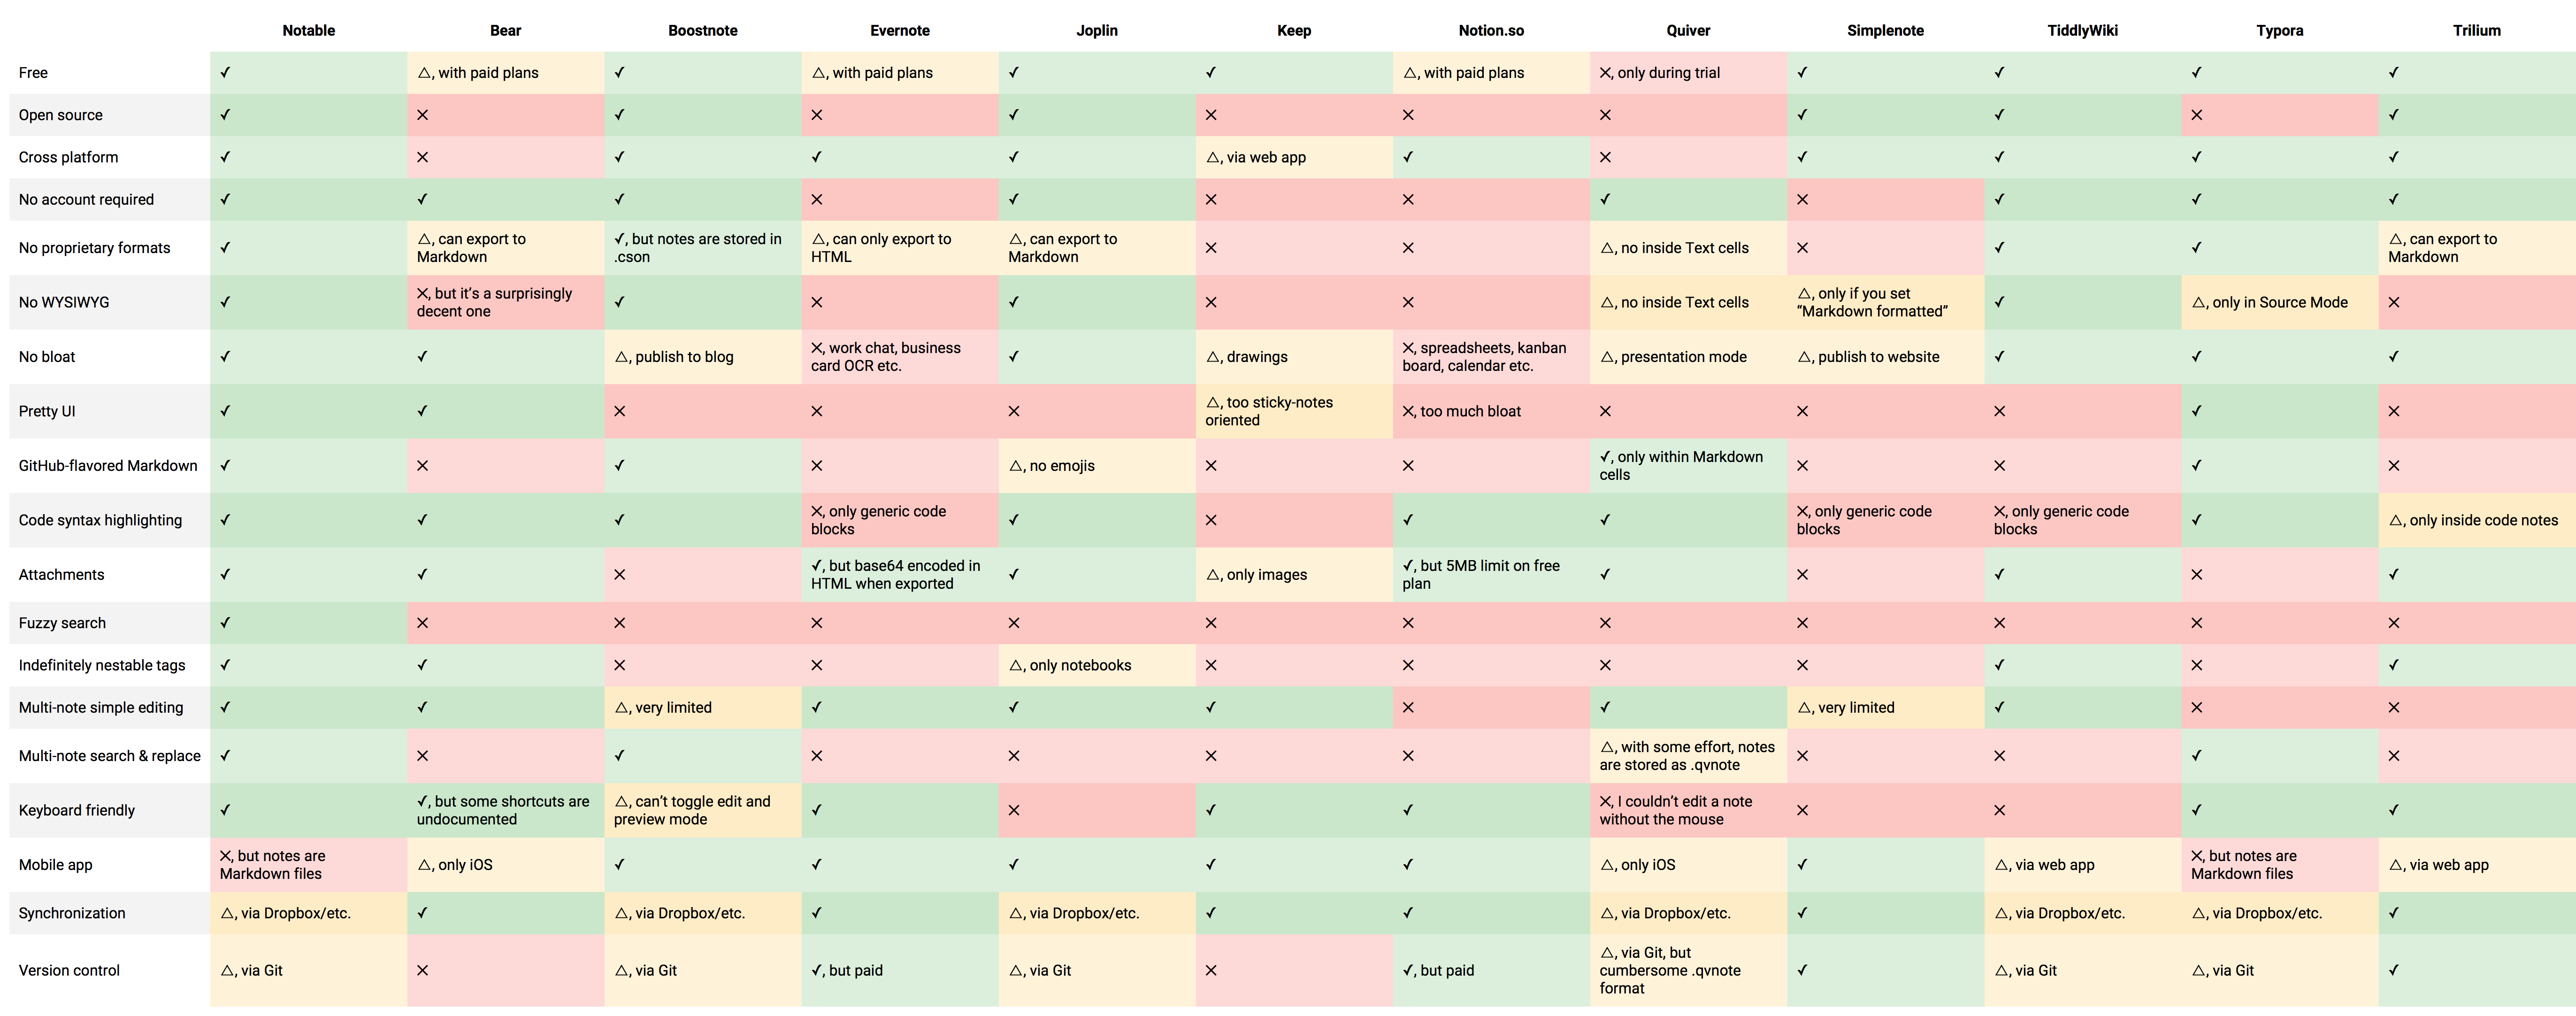 Notable Bear Boostnote Evernote Joplin Keep Notion.so Quiver Simplenote TiddlyWiki Typora Trilium
Free ✓ △, with paid plans ✓ △, with paid plans ✓ ✓ △, with paid plans ✕, only during trial ✓ ✓ ✓ ✓
Open source ✓ ✕ ✓ ✕ ✓ ✕ ✕ ✕ ✓ ✓ ✕ ✓
Cross platform ✓ ✕ ✓ ✓ ✓ △, via web app ✓ ✕ ✓ ✓ ✓ ✓
No account required ✓ ✓ ✓ ✕ ✓ ✕ ✕ ✓ ✕ ✓ ✓ ✓
No proprietary formats ✓ △, can export to Markdown ✓, but notes are stored in .cson △, can only export to HTML △, can export to Markdown ✕ ✕ △, no inside Text cells ✕ ✓ ✓ △, can export to Markdown
No WYSIWYG ✓ ✕, but it’s a surprisingly decent one ✓ ✕ ✓ ✕ ✕ △, no inside Text cells △, only if you set “Markdown formatted” ✓ △, only in Source Mode ✕
No bloat ✓ ✓ △, publish to blog ✕, work chat, business card OCR etc. ✓ △, drawings ✕, spreadsheets, kanban board, calendar etc. △, presentation mode △, publish to website ✓ ✓ ✓
Pretty UI ✓ ✓ ✕ ✕ ✕ △, too sticky-notes oriented ✕, too much bloat ✕ ✕ ✕ ✓ ✕
GitHub-flavored Markdown ✓ ✕ ✓ ✕ △, no emojis ✕ ✕ ✓, only within Markdown cells ✕ ✕ ✓ ✕
Code syntax highlighting ✓ ✓ ✓ ✕, only generic code blocks ✓ ✕ ✓ ✓ ✕, only generic code blocks ✕, only generic code blocks ✓ △, only inside code notes
Attachments ✓ ✓ ✕ ✓, but base64 encoded in HTML when exported ✓ △, only images ✓, but 5MB limit on free plan ✓ ✕ ✓ ✕ ✓
Fuzzy search ✓ ✕ ✕ ✕ ✕ ✕ ✕ ✕ ✕ ✕ ✕ ✕
Indefinitely nestable tags ✓ ✓ ✕ ✕ △, only notebooks ✕ ✕ ✕ ✕ ✓ ✕ ✓
Multi-note simple editing ✓ ✓ △, very limited ✓ ✓ ✓ ✕ ✓ △, very limited ✓ ✕ ✕
Multi-note search & replace ✓ ✕ ✓ ✕ ✕ ✕ ✕ △, with some effort, notes are stored as .qvnote ✕ ✕ ✓ ✕
Keyboard friendly ✓ ✓, but some shortcuts are undocumented △, can’t toggle edit and preview mode ✓ ✕ ✓ ✓ ✕, I couldn’t edit a note without the mouse ✕ ✕ ✓ ✓
Mobile app ✕, but notes are Markdown files △, only iOS ✓ ✓ ✓ ✓ ✓ △, only iOS ✓ △, via web app ✕, but notes are Markdown files △, via web app
Synchronization △, via Dropbox/etc. ✓ △, via Dropbox/etc. ✓ △, via Dropbox/etc. ✓ ✓ △, via Dropbox/etc. ✓ △, via Dropbox/etc. △, via Dropbox/etc. ✓
Version control △, via Git ✕ △, via Git ✓, but paid △, via Git ✕ ✓, but paid △, via Git, but cumbersome .qvnote format ✓ △, via Git △, via Git ✓